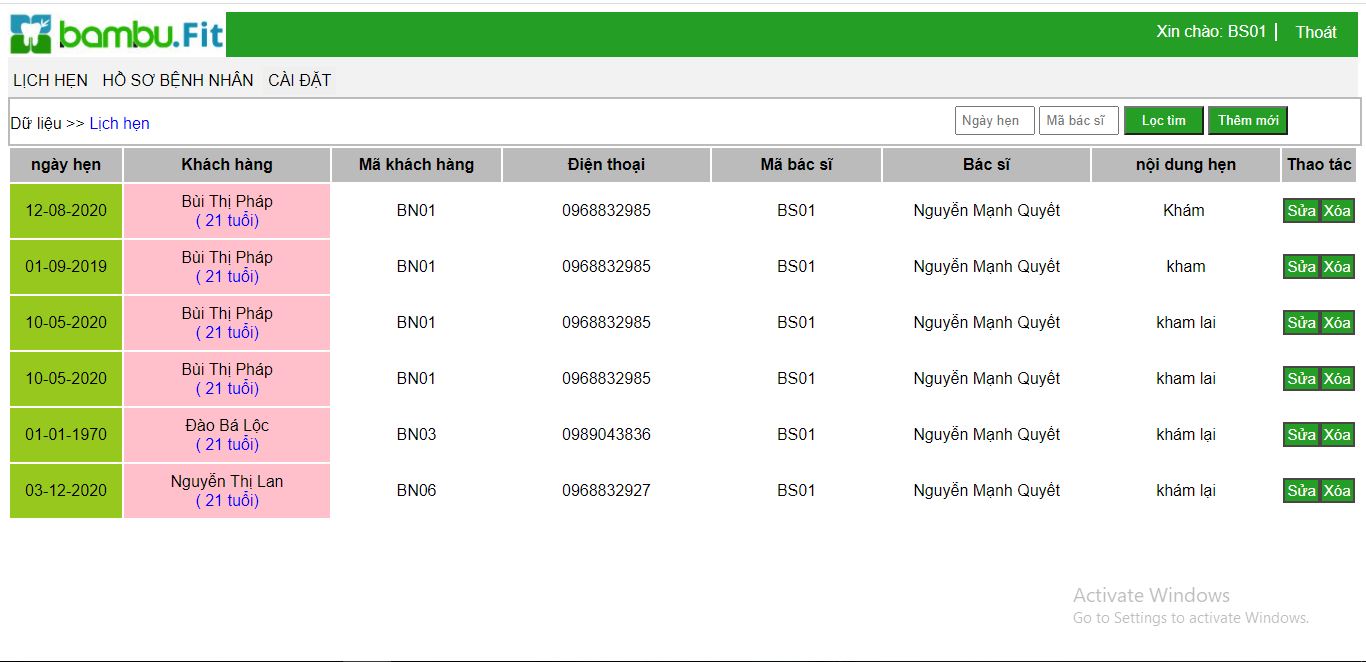 bambu.Fit
Xin chào: BS01 | Thoát
LỊCH HẸN HỒ SƠ BỆNH NHÂN CÀI ĐẶT
Dữ liệu >> Lịch hẹn Ngày hẹn Mã bác sĩ Lọc tìm Thêm mới
ngày hẹn Khách hàng Mã khách hàng Điện thoại Mã bác sĩ Bác sĩ nội dung hẹn Thao tác
12-08-2020 Bùi Thị Pháp BN01 0968832985 BS01 Nguyễn Mạnh Quyết Khám Sửa Xóa
( 21 tuổi)
01-09-2019 Bùi Thị Pháp BN01 0968832985 BS01 Nguyễn Mạnh Quyết kham Sửa Xóa
( 21 tuổi)
10-05-2020 Bùi Thị Pháp BN01 0968832985 BS01 Nguyễn Mạnh Quyết kham lai Sửa Xóa
( 21 tuổi)
10-05-2020 Bùi Thị Pháp BN01 0968832985 BS01 Nguyễn Mạnh Quyết kham lai Sửa Xóa
( 21 tuổi)
01-01-1970 Đào Bá Lộc BN03 0989043836 BS01 Nguyễn Mạnh Quyết khám lại Sửa Xóa
( 21 tuổi)
03-12-2020 Nguyễn Thị Lan BN06 0968832927 BS01 Nguyễn Mạnh Quyết khám lại Sửa Xóa
( 21 tuổi)
Activate Windows
Go to Settings to activate Windows.